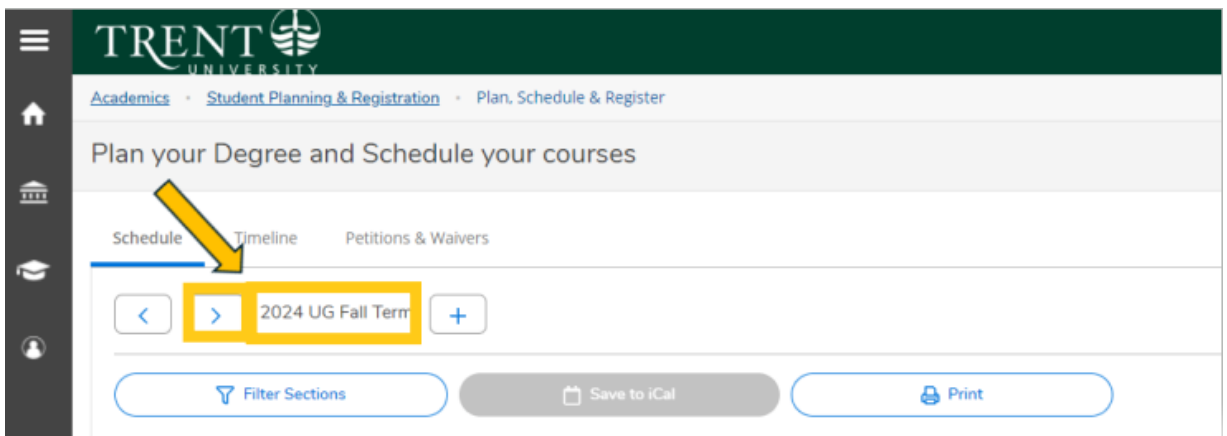 TRENT
UNIVERSITY
Academics · Student Planning & Registration · Plan, Schedule & Register
Plan your Degree and Schedule your courses
Schedule Timeline Petitions & Waivers
< > 2024 UG Fall Term +
Filter Sections Save to iCal Print